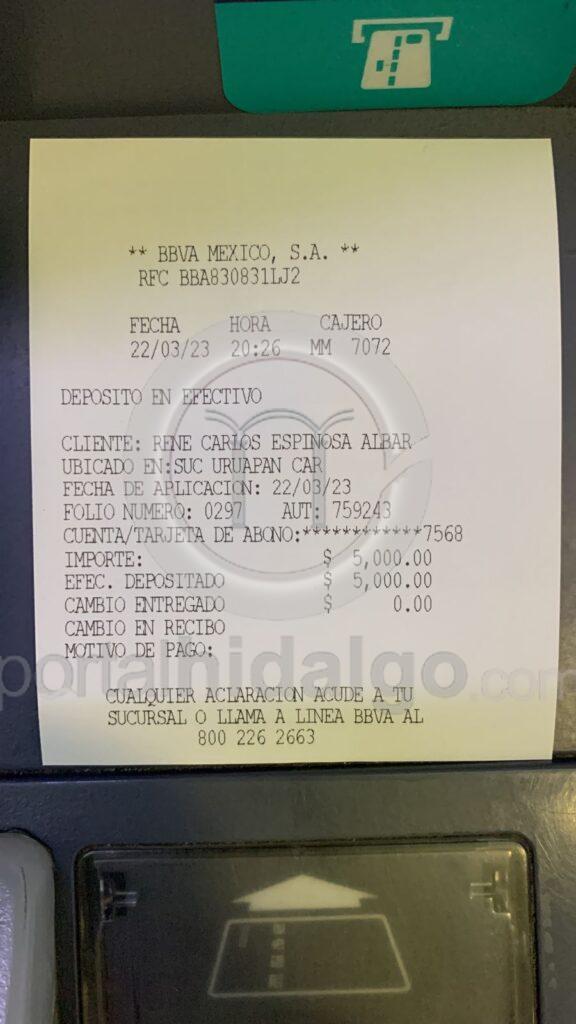 ** BBVA MEXICO, S.A. **
RFC BBA830831LJ2
FECHA HORA CAJERO
22/03/23 20:26 MM 7072
DEPOSITO EN EFECTIVO
CLIENTE: RENE CARLOS ESPINOSA ALBAR
UBICADO EN:SUC URUAPAN CAR
FECHA DE APLICACION: 22/03/23
FOLIO NUMERO: 0297 AUT: 759243
CUENTA/TARJETA DE ABONO:************7568
IMPORTE: $ 5,000.00
EFEC. DEPOSITADO $ 5,000.00
CAMBIO ENTREGADO $ 0.00
CAMBIO EN RECIBO
MOTIVO DE PAGO:
portalhidalgo.com
CUALQUIER ACLARACION ACUDE A TU
SUCURSAL O LLAMA A LINEA BBVA AL
800 226 2663